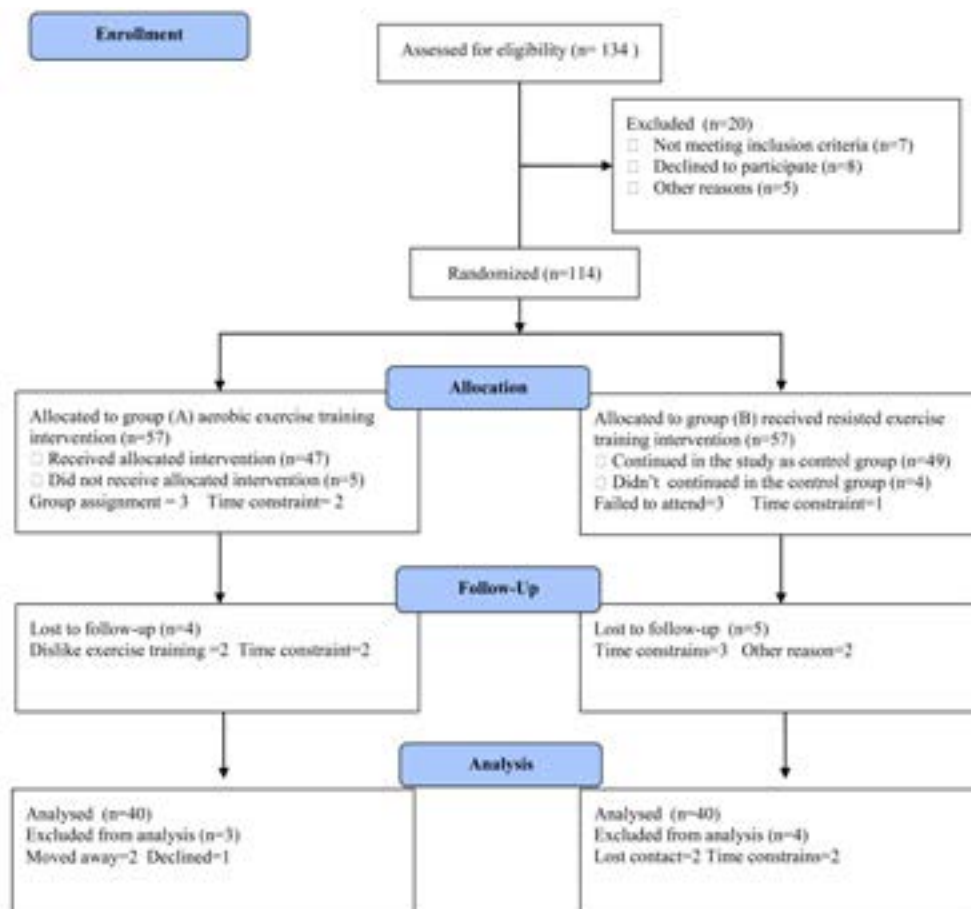 Enrollment
Assessed for eligibility (n= 134 )
Excluded (n=20)
□ Not meeting inclusion criteria (n=7)
□ Declined to participate (n=8)
□ Other reasons (n=5)
Randomized (n=114)
Allocation
Allocated to group (A) aerobic exercise training
intervention (n=57)
□ Received allocated intervention (n=47)
□ Did not receive allocated intervention (n=5)
Group assignment = 3 Time constraint= 2
Allocated to group (B) received resisted exercise
training intervention (n=57)
□ Continued in the study as control group (n=49)
□ Didn't continued in the control group (n=4)
Failed to attend=3 Time constraint=1
Follow-Up
Lost to follow-up (n=4)
Dislike exercise training =2 Time constraint=2
Lost to follow-up (n=5)
Time constrains=3 Other reason=2
Analysis
Analysed (n=40)
Excluded from analysis (n=3)
Moved away=2 Declined=1
Analysed (n=40)
Excluded from analysis (n=4)
Lost contact=2 Time constrains=2